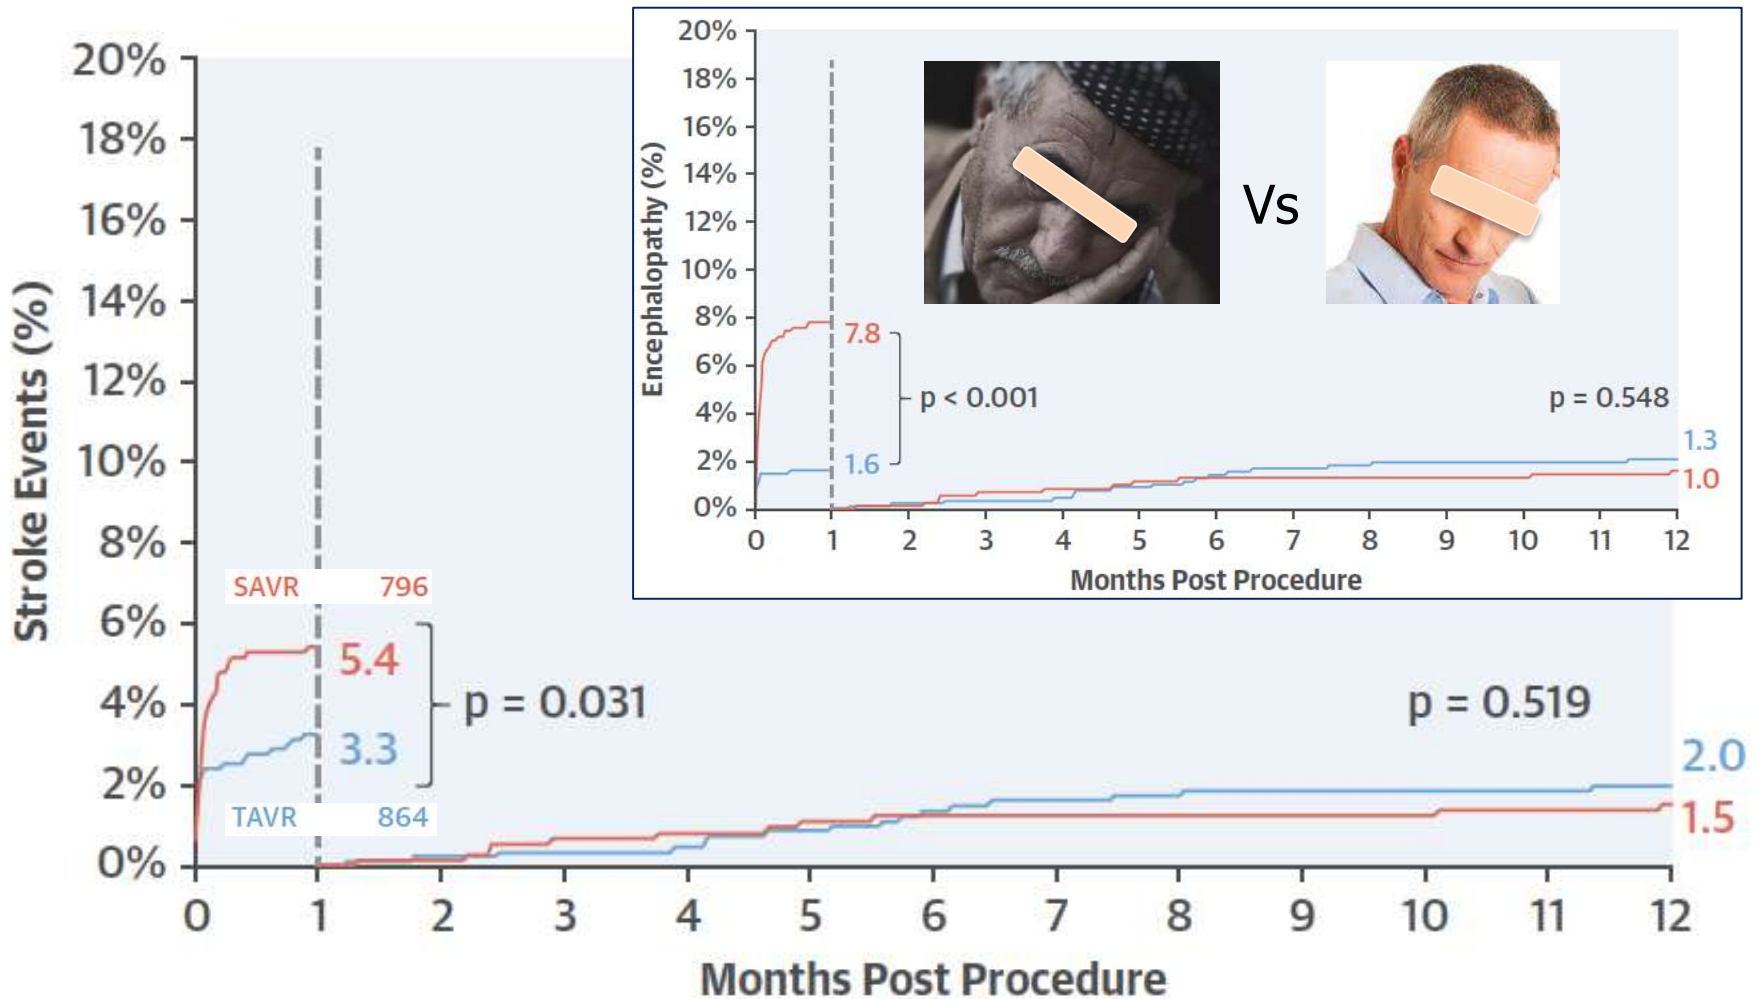 20%
18%
16%
14%
12%
10%
8%
6%
4%
2%
0%
Stroke Events (%)
SAVR 796
5.4
3.3
p = 0.031
TAVR 864
p = 0.519
2.0
1.5
0 1 2 3 4 5 6 7 8 9 10 11 12
Months Post Procedure
20%
18%
16%
14%
12%
10%
8%
6%
4%
2%
0%
Encephalopathy (%)
Vs
7.8
p < 0.001
1.6
p = 0.548
1.3
1.0
0 1 2 3 4 5 6 7 8 9 10 11 12
Months Post Procedure